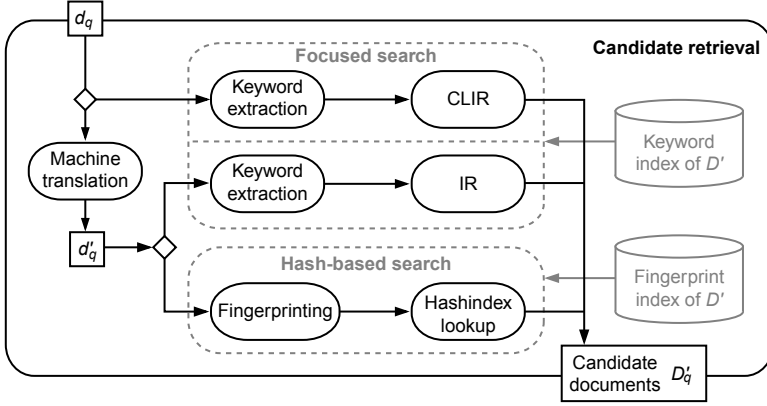 d_q
Candidate retrieval
Focused search
Keyword
extraction
CLIR
Machine
translation
Keyword
extraction
IR
Keyword
index of D'
d'_q
Hash-based search
Fingerprinting
Hashindex
lookup
Fingerprint
index of D'
Candidate
documents D'_q